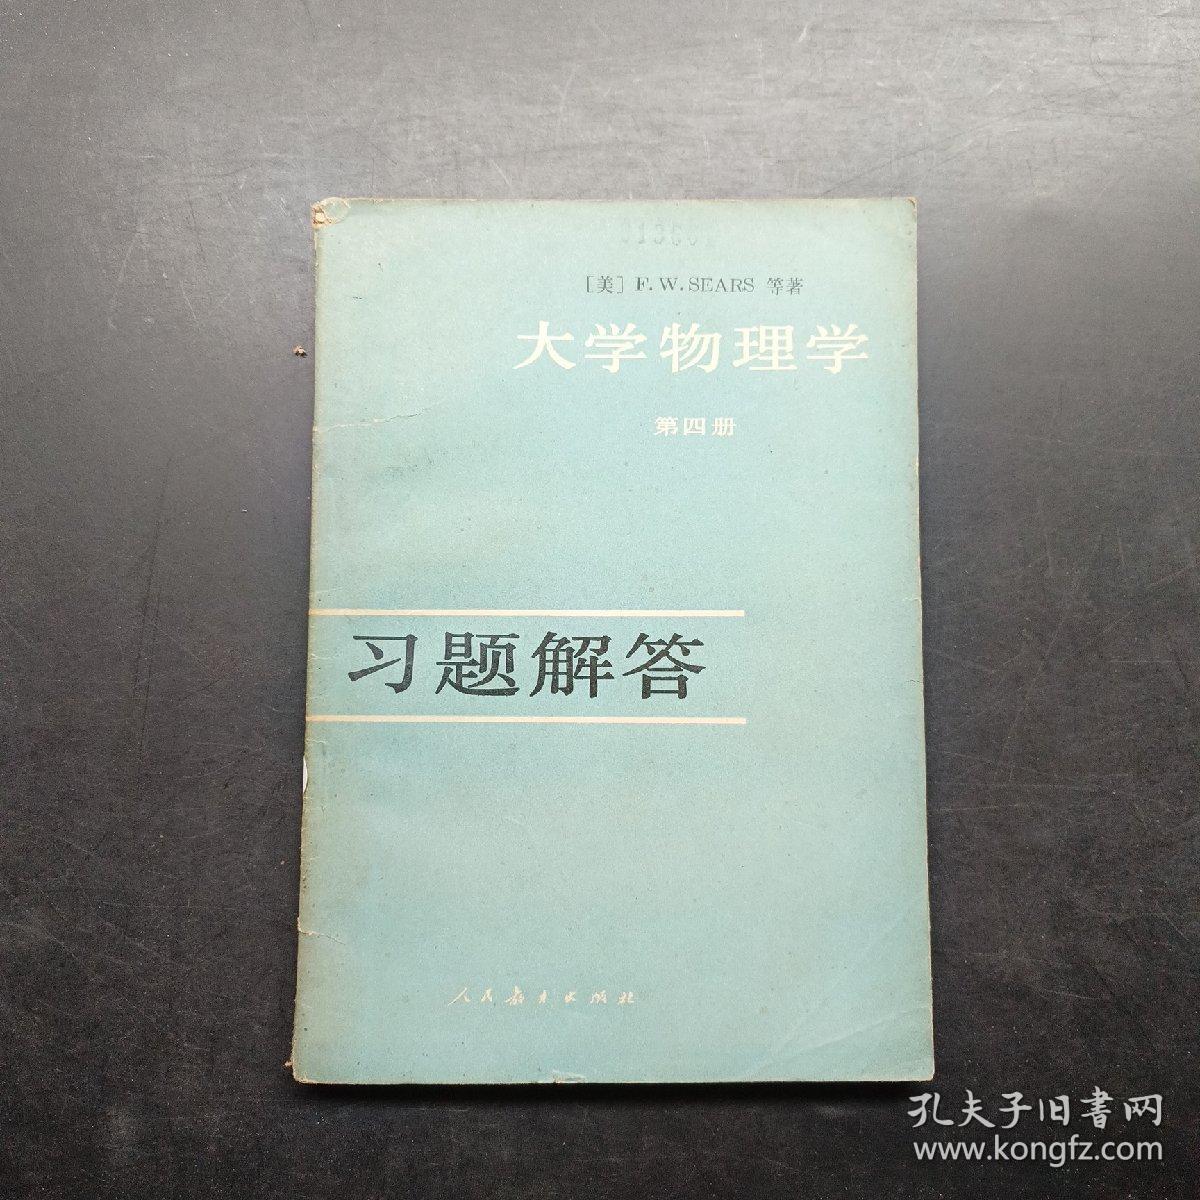 [美] F.W.SEARS 等著
大学物理学
第四册
习题解答
人民教育出版社
孔夫子旧書网
www.kongfz.com